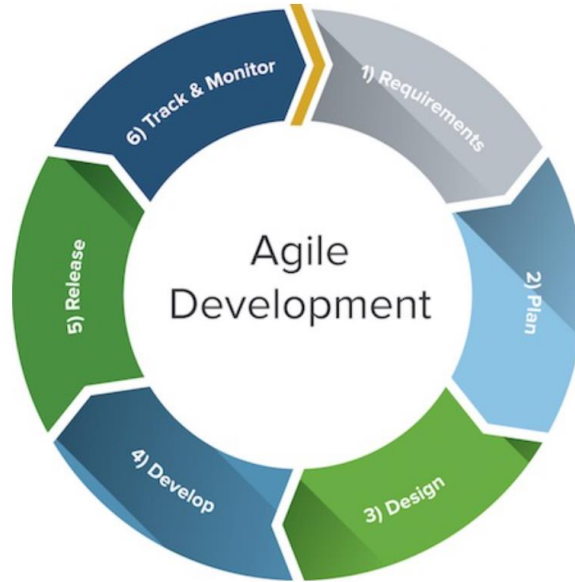 Agile
Development
1) Requirements
2) Plan
3) Design
4) Develop
5) Release
6) Track & Monitor